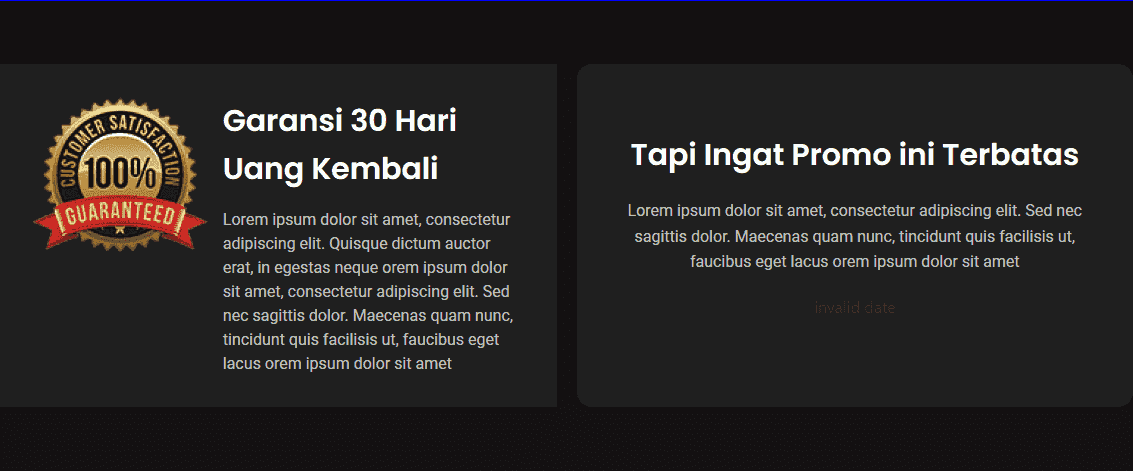 CUSTOMER SATISFACTION
100%
GUARANTEED
Garansi 30 Hari
Uang Kembali
Lorem ipsum dolor sit amet, consectetur
adipiscing elit. Quisque dictum auctor
erat, in egestas neque orem ipsum dolor
sit amet, consectetur adipiscing elit. Sed
nec sagittis dolor. Maecenas quam nunc,
tincidunt quis facilisis ut, faucibus eget
lacus orem ipsum dolor sit amet
Tapi Ingat Promo ini Terbatas
Lorem ipsum dolor sit amet, consectetur adipiscing elit. Sed nec
sagittis dolor. Maecenas quam nunc, tincidunt quis facilisis ut,
faucibus eget lacus orem ipsum dolor sit amet
invalid date